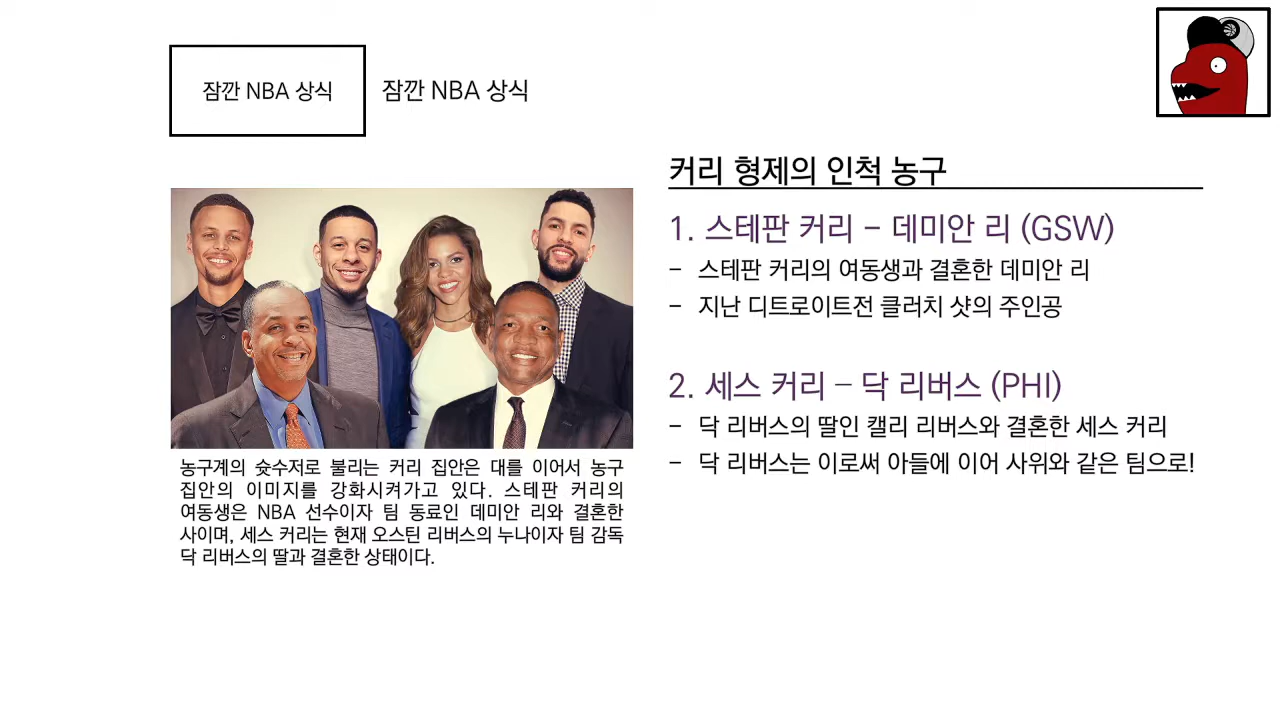 잠깐 NBA 상식
잠깐 NBA 상식
커리 형제의 인척 농구
1. 스테판 커리 – 데미안 리 (GSW)
- 스테판 커리의 여동생과 결혼한 데미안 리
- 지난 디트로이트전 클러치 샷의 주인공
2. 세스 커리 – 닥 리버스 (PHI)
- 닥 리버스의 딸인 캘리 리버스와 결혼한 세스 커리
- 닥 리버스는 이로써 아들에 이어 사위와 같은 팀으로!
농구계의 슛수저로 불리는 커리 집안은 대를 이어서 농구
집안의 이미지를 강화시켜가고 있다. 스테판 커리의
여동생은 NBA 선수이자 팀 동료인 데미안 리와 결혼한
사이며, 세스 커리는 현재 오스틴 리버스의 누나이자 팀 감독
닥 리버스의 딸과 결혼한 상태이다.